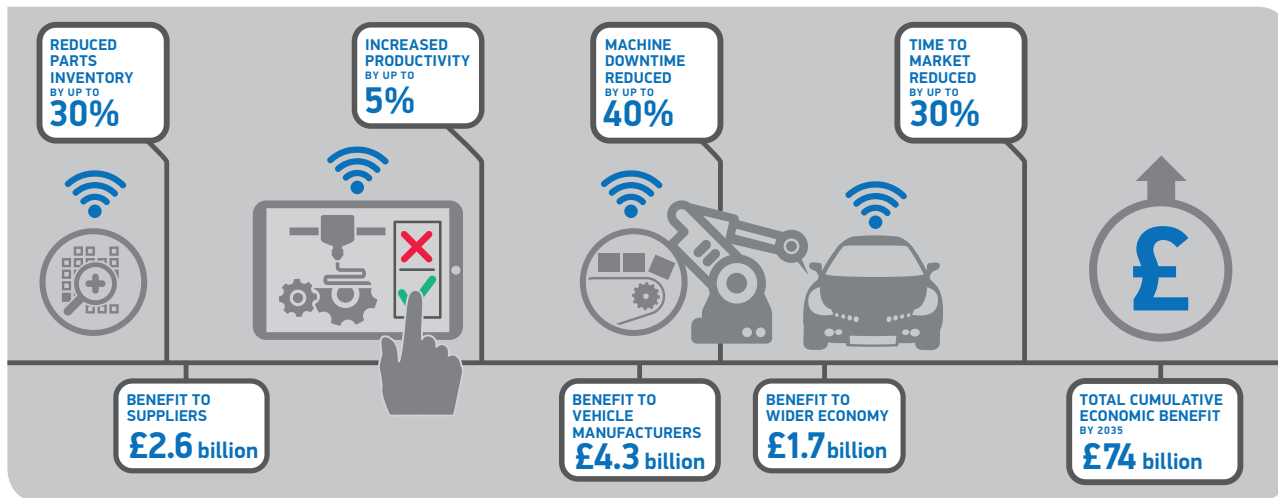 REDUCED
PARTS
INVENTORY
BY UP TO
30%
INCREASED
PRODUCTIVITY
BY UP TO
5%
MACHINE
DOWNTIME
REDUCED
BY UP TO
40%
TIME TO
MARKET
REDUCED
BY UP TO
30%
£
BENEFIT TO
SUPPLIERS
£2.6 billion
BENEFIT TO
VEHICLE
MANUFACTURERS
£4.3 billion
BENEFIT TO
WIDER ECONOMY
£1.7 billion
TOTAL CUMULATIVE
ECONOMIC BENEFIT
BY 2035
£74 billion